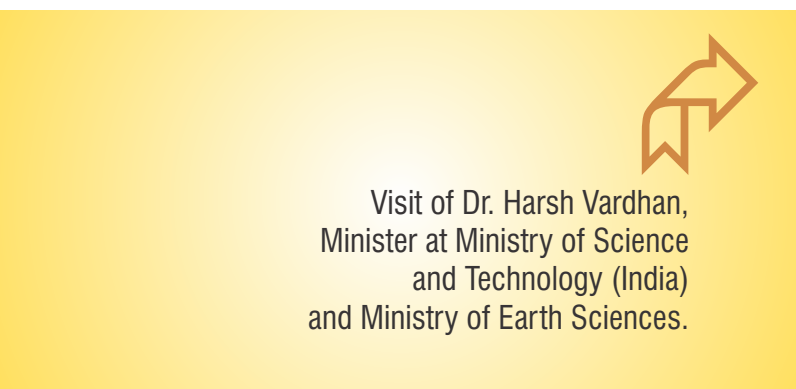 Visit of Dr. Harsh Vardhan,
Minister at Ministry of Science
and Technology (India)
and Ministry of Earth Sciences.